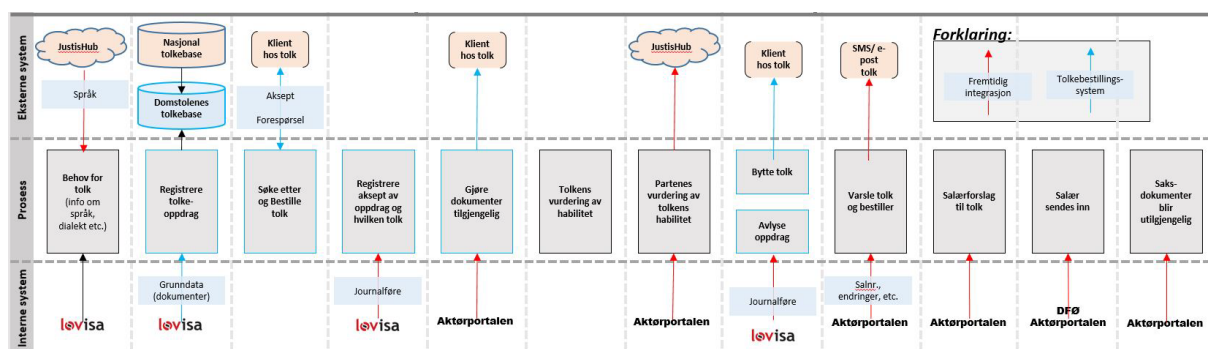 Eksterne system
JustisHub
Språk
Nasjonal
tolkebase
Domstolenes
tolkebase
Klient
hos tolk
Aksept
Forespørsel
Klient
hos tolk
JustisHub
Klient
hos tolk
SMS/ e-
post
tolk
Forklaring:
Fremtidig
integrasjon
Tolkebestillings-
system
Prosess
Behov for
tolk
(info om
språk,
dialekt etc.)
Registrere
tolke-
oppdrag
Søke etter
og Bestille
tolk
Registrere
aksept av
oppdrag og
hvilken tolk
Gjøre
dokumenter
tilgjengelig
Tolkens
vurdering av
habilitet
Partenes
vurdering av
tolkens
habilitet
Bytte tolk
Avlyse
oppdrag
Varsle tolk
og bestiller
Salærforslag
til tolk
Salær
sendes inn
Saks-
dokumenter
blir
utilgjengelig
Interne system
lovisa
Grunndata
(dokumenter)
lovisa
Journalføre
lovisa
Aktørportalen
Aktørportalen
Journalføre
lovisa
Salnr.,
endringer, etc.
Aktørportalen
Aktørportalen
DFØ
Aktørportalen
Aktørportalen